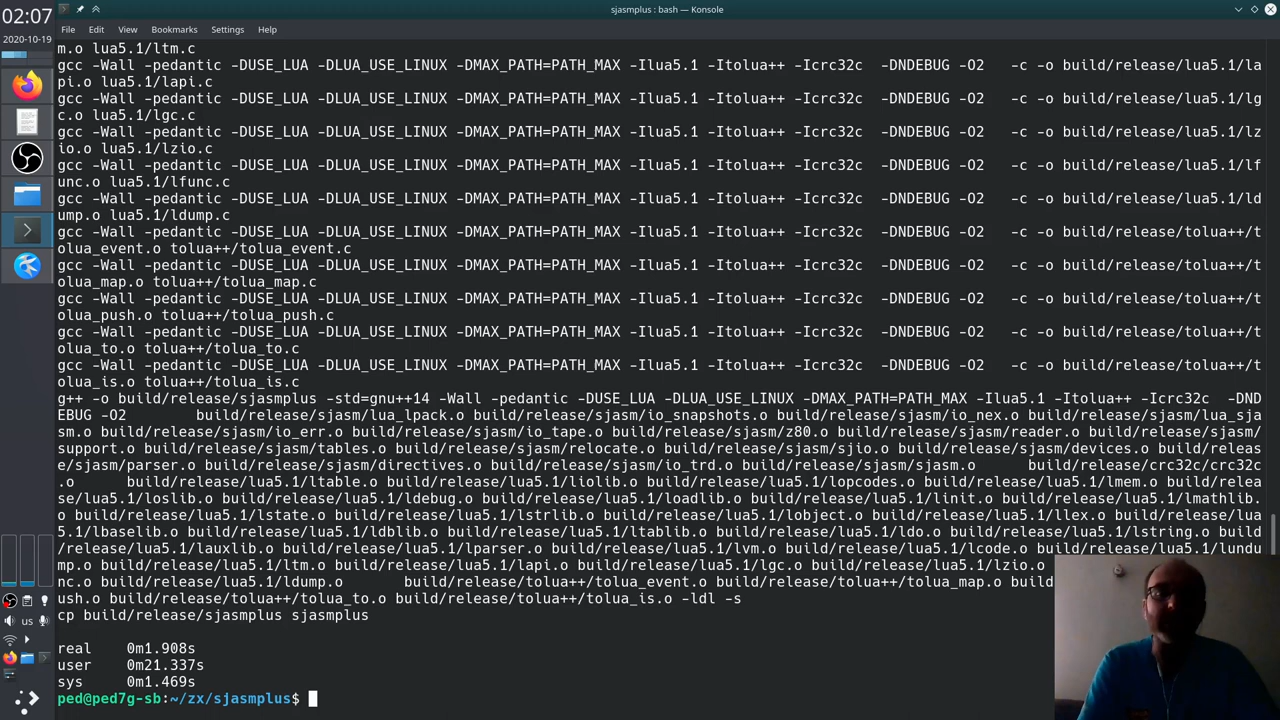 02:07
2020-10-19
sjasmplus : bash — Konsole
File Edit View Bookmarks Settings Help
m.o lua5.1/ltm.c
gcc -Wall -pedantic -DUSE_LUA -DLUA_USE_LINUX -DMAX_PATH=PATH_MAX -Ilua5.1 -Itolua++ -Icrc32c  -DNDEBUG -O2   -c -o build/release/lua5.1/la
pi.o lua5.1/lapi.c
gcc -Wall -pedantic -DUSE_LUA -DLUA_USE_LINUX -DMAX_PATH=PATH_MAX -Ilua5.1 -Itolua++ -Icrc32c  -DNDEBUG -O2   -c -o build/release/lua5.1/lg
c.o lua5.1/lgc.c
gcc -Wall -pedantic -DUSE_LUA -DLUA_USE_LINUX -DMAX_PATH=PATH_MAX -Ilua5.1 -Itolua++ -Icrc32c  -DNDEBUG -O2   -c -o build/release/lua5.1/lz
io.o lua5.1/lzio.c
gcc -Wall -pedantic -DUSE_LUA -DLUA_USE_LINUX -DMAX_PATH=PATH_MAX -Ilua5.1 -Itolua++ -Icrc32c  -DNDEBUG -O2   -c -o build/release/lua5.1/lf
unc.o lua5.1/lfunc.c
gcc -Wall -pedantic -DUSE_LUA -DLUA_USE_LINUX -DMAX_PATH=PATH_MAX -Ilua5.1 -Itolua++ -Icrc32c  -DNDEBUG -O2   -c -o build/release/lua5.1/ld
ump.o lua5.1/ldump.c
gcc -Wall -pedantic -DUSE_LUA -DLUA_USE_LINUX -DMAX_PATH=PATH_MAX -Ilua5.1 -Itolua++ -Icrc32c  -DNDEBUG -O2   -c -o build/release/tolua++/t
olua_event.o tolua++/tolua_event.c
gcc -Wall -pedantic -DUSE_LUA -DLUA_USE_LINUX -DMAX_PATH=PATH_MAX -Ilua5.1 -Itolua++ -Icrc32c  -DNDEBUG -O2   -c -o build/release/tolua++/t
olua_map.o tolua++/tolua_map.c
gcc -Wall -pedantic -DUSE_LUA -DLUA_USE_LINUX -DMAX_PATH=PATH_MAX -Ilua5.1 -Itolua++ -Icrc32c  -DNDEBUG -O2   -c -o build/release/tolua++/t
olua_push.o tolua++/tolua_push.c
gcc -Wall -pedantic -DUSE_LUA -DLUA_USE_LINUX -DMAX_PATH=PATH_MAX -Ilua5.1 -Itolua++ -Icrc32c  -DNDEBUG -O2   -c -o build/release/tolua++/t
olua_to.o tolua++/tolua_to.c
gcc -Wall -pedantic -DUSE_LUA -DLUA_USE_LINUX -DMAX_PATH=PATH_MAX -Ilua5.1 -Itolua++ -Icrc32c  -DNDEBUG -O2   -c -o build/release/tolua++/t
olua_is.o tolua++/tolua_is.c
g++ -o build/release/sjasmplus -std=gnu++14 -Wall -pedantic -DUSE_LUA -DLUA_USE_LINUX -DMAX_PATH=PATH_MAX -Ilua5.1 -Itolua++ -Icrc32c  -DND
EBUG -O2        build/release/sjasm/lua_lpack.o build/release/sjasm/io_snapshots.o build/release/sjasm/io_nex.o build/release/sjasm/lua_sja
sm.o build/release/sjasm/io_err.o build/release/sjasm/io_tape.o build/release/sjasm/z80.o build/release/sjasm/reader.o build/release/sjasm/
support.o build/release/sjasm/tables.o build/release/sjasm/relocate.o build/release/sjasm/sjio.o build/release/sjasm/devices.o build/releas
e/sjasm/parser.o build/release/sjasm/directives.o build/release/sjasm/io_trd.o build/release/sjasm/sjasm.o      build/release/crc32c/crc32c
.o      build/release/lua5.1/ltable.o build/release/lua5.1/liolib.o build/release/lua5.1/lopcodes.o build/release/lua5.1/lmem.o build/relea
se/lua5.1/loslib.o build/release/lua5.1/ldebug.o build/release/lua5.1/loadlib.o build/release/lua5.1/linit.o build/release/lua5.1/lmathlib.
o build/release/lua5.1/lstate.o build/release/lua5.1/lstrlib.o build/release/lua5.1/lobject.o build/release/lua5.1/llex.o build/release/lua
5.1/lbaselib.o build/release/lua5.1/ldblib.o build/release/lua5.1/ltablib.o build/release/lua5.1/ldo.o build/release/lua5.1/lstring.o build
/release/lua5.1/lauxlib.o build/release/lua5.1/lparser.o build/release/lua5.1/lvm.o build/release/lua5.1/lcode.o build/release/lua5.1/lundu
mp.o build/release/lua5.1/ltm.o build/release/lua5.1/lapi.o build/release/lua5.1/lgc.o build/release/lua5.1/lzio.o
nc.o build/release/lua5.1/ldump.o       build/release/tolua++/tolua_event.o build/release/tolua++/tolua_map.o build
ush.o build/release/tolua++/tolua_to.o build/release/tolua++/tolua_is.o -ldl -s
cp build/release/sjasmplus sjasmplus
real    0m1.908s
user    0m21.337s
sys     0m1.469s
ped@ped7g-sb:~/zx/sjasmplus$
us